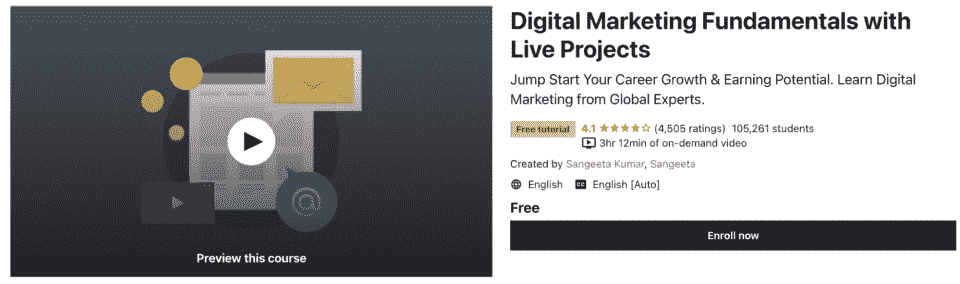 Digital Marketing Fundamentals with
Live Projects
Jump Start Your Career Growth & Earning Potential. Learn Digital
Marketing from Global Experts.
Free tutorial 4.1 (4,505 ratings) 105,261 students
3hr 12min of on-demand video
Created by Sangeeta Kumar, Sangeeta
English CC English [Auto]
Free
Enroll now
@
Preview this course